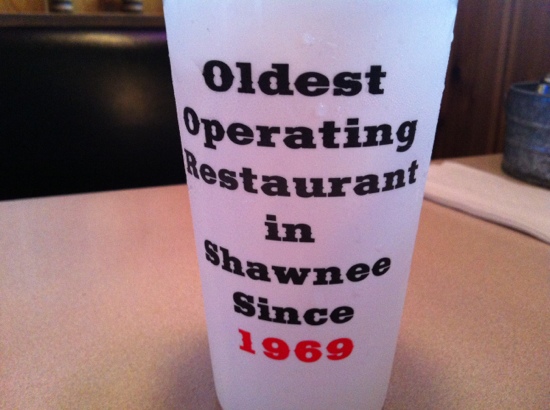 Oldest
Operating
Restaurant
in
Shawnee
Since
1969